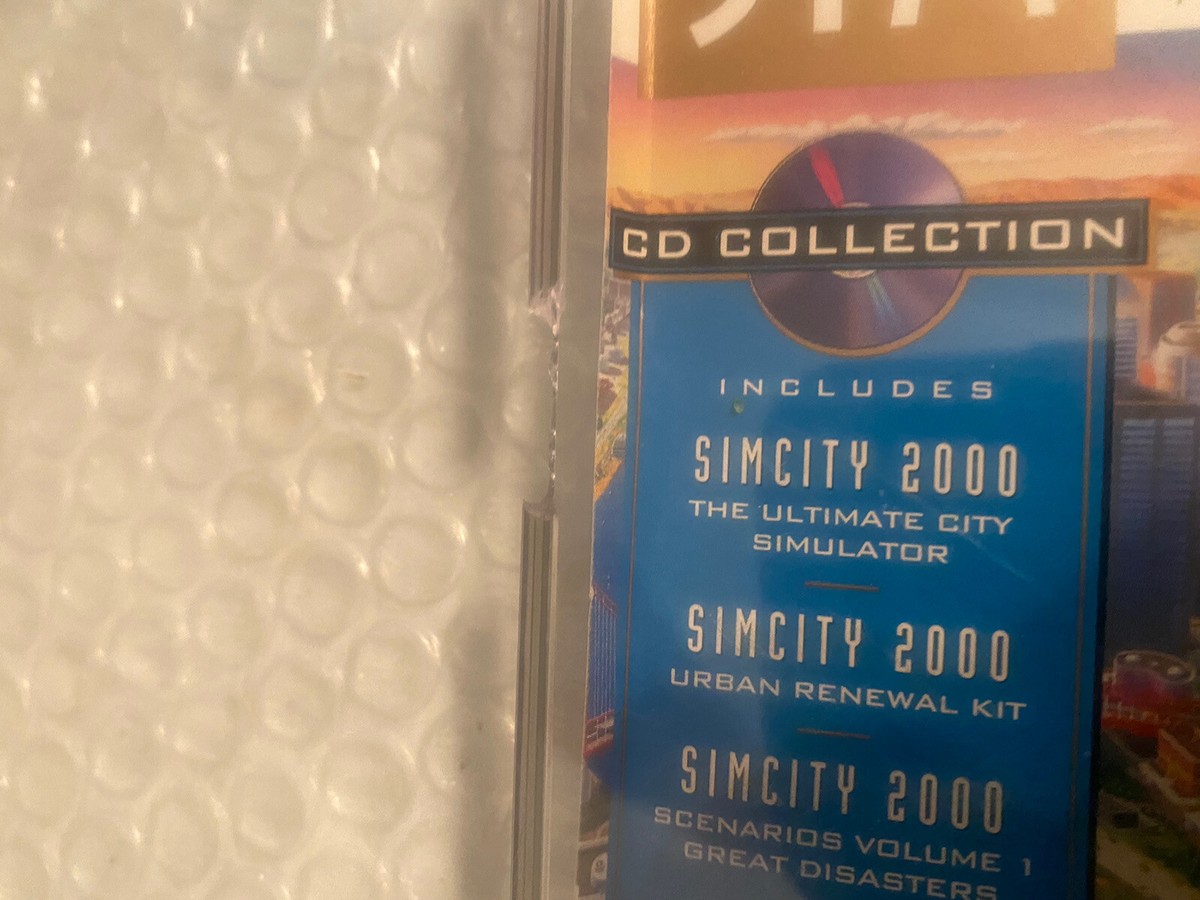 CD COLLECTION
INCLUDES
SIMCITY 2000
THE ULTIMATE CITY
SIMULATOR
SIMCITY 2000
URBAN RENEWAL KIT
SIMCITY 2000
SCENARIOS VOLUME 1
GREAT DISASTERS